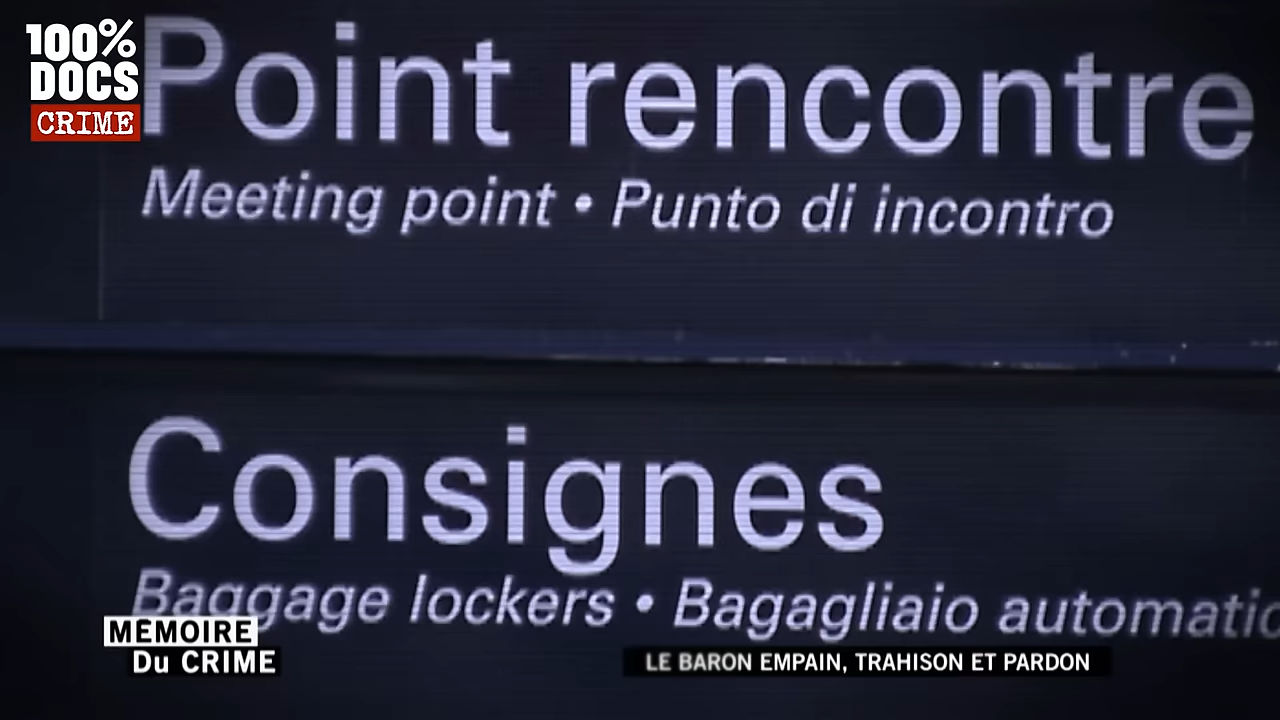 100%
DOCS
CRIME
Point rencontre
Meeting point • Punto di incontro
Consignes
Baggage lockers • Bagagliaio automatic
MEMOIRE
Du CRIME
LE BARON EMPAIN, TRAHISON ET PARDON